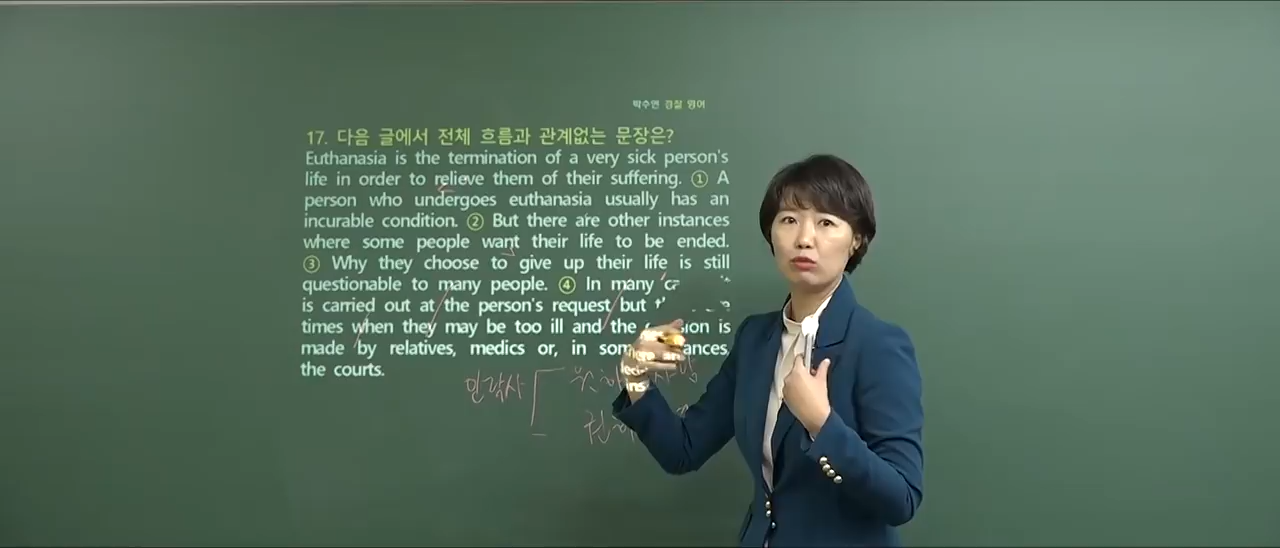 박수연 경찰 영어
17. 다음 글에서 전체 흐름과 관계없는 문장은?
Euthanasia is the termination of a very sick person's
life in order to relieve them of their suffering. ① A
person who undergoes euthanasia usually has an
incurable condition. ② But there are other instances
where some people want their life to be ended.
③ Why they choose to give up their life is still
questionable to many people. ④ In many
is carried out at the person's request but
times when they may be too ill and the is
made by relatives, medics or, in
the courts.
안락사